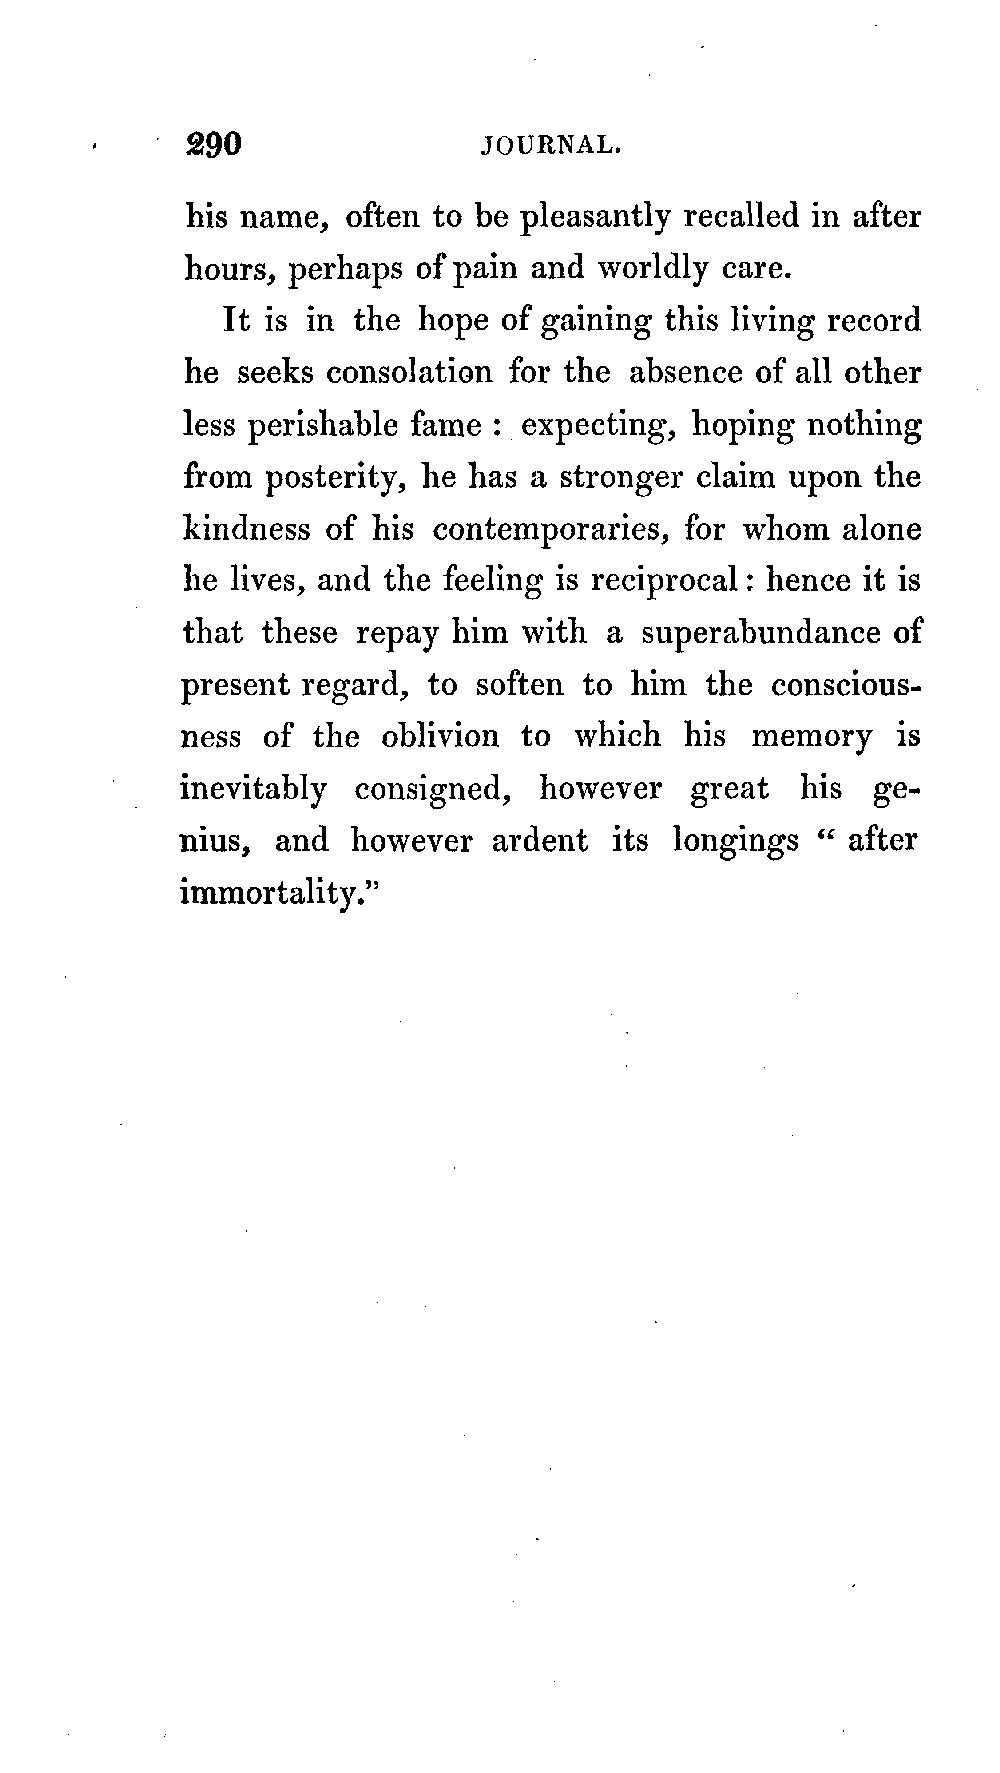 290 JOURNAL.
his name, often to be pleasantly recalled in after
hours, perhaps of pain and worldly care.
It is in the hope of gaining this living record
he seeks consolation for the absence of all other
less perishable fame : expecting, hoping nothing
from posterity, he has a stronger claim upon the
kindness of his contemporaries, for whom alone
he lives, and the feeling is reciprocal : hence it is
that these repay him with a superabundance of
present regard, to soften to him the conscious-
ness of the oblivion to which his memory is
inevitably consigned, however great his ge-
nius, and however ardent its longings “ after
immortality.”